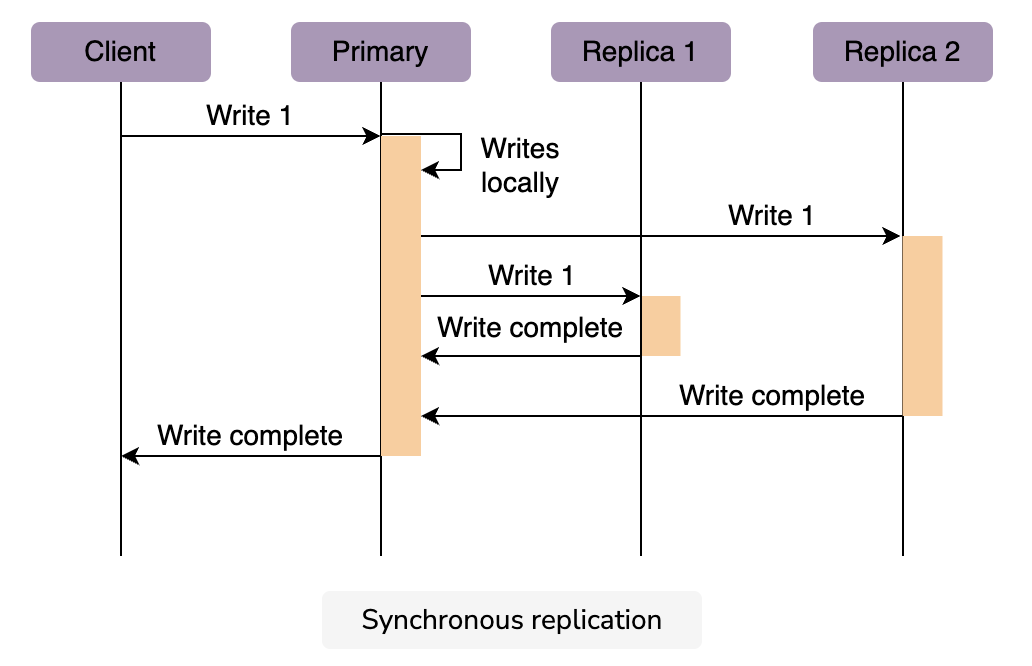 Client
Primary
Replica 1
Replica 2
Write 1
Writes
locally
Write 1
Write 1
Write complete
Write complete
Write complete
Synchronous replication